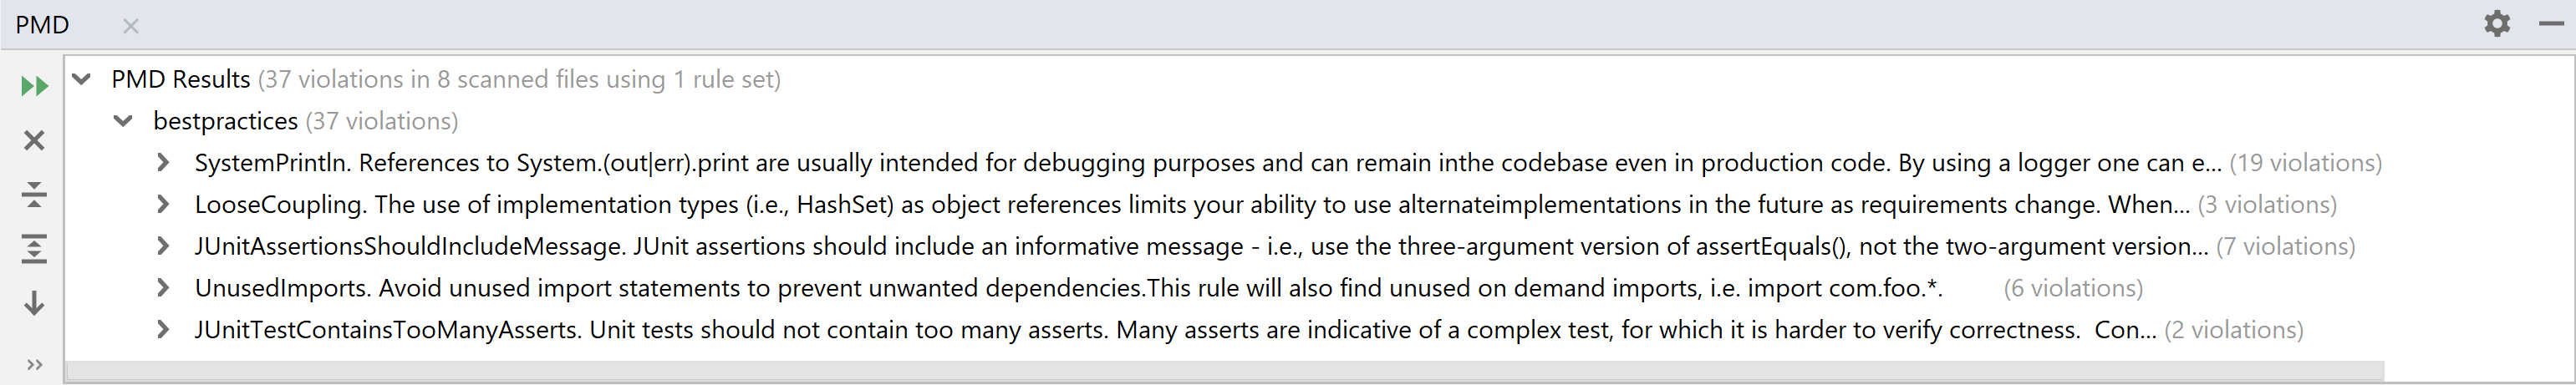 PMD
PMD Results (37 violations in 8 scanned files using 1 rule set)
bestpractices (37 violations)
SystemPrintln. References to System.(out|err).print are usually intended for debugging purposes and can remain inthe codebase even in production code. By using a logger one can e... (19 violations)
LooseCoupling. The use of implementation types (i.e., HashSet) as object references limits your ability to use alternateimplementations in the future as requirements change. When... (3 violations)
JUnitAssertionsShouldIncludeMessage. JUnit assertions should include an informative message - i.e., use the three-argument version of assertEquals(), not the two-argument version... (7 violations)
UnusedImports. Avoid unused import statements to prevent unwanted dependencies.This rule will also find unused on demand imports, i.e. import com.foo.*. (6 violations)
JUnitTestContainsTooManyAsserts. Unit tests should not contain too many asserts. Many asserts are indicative of a complex test, for which it is harder to verify correctness.  Con... (2 violations)